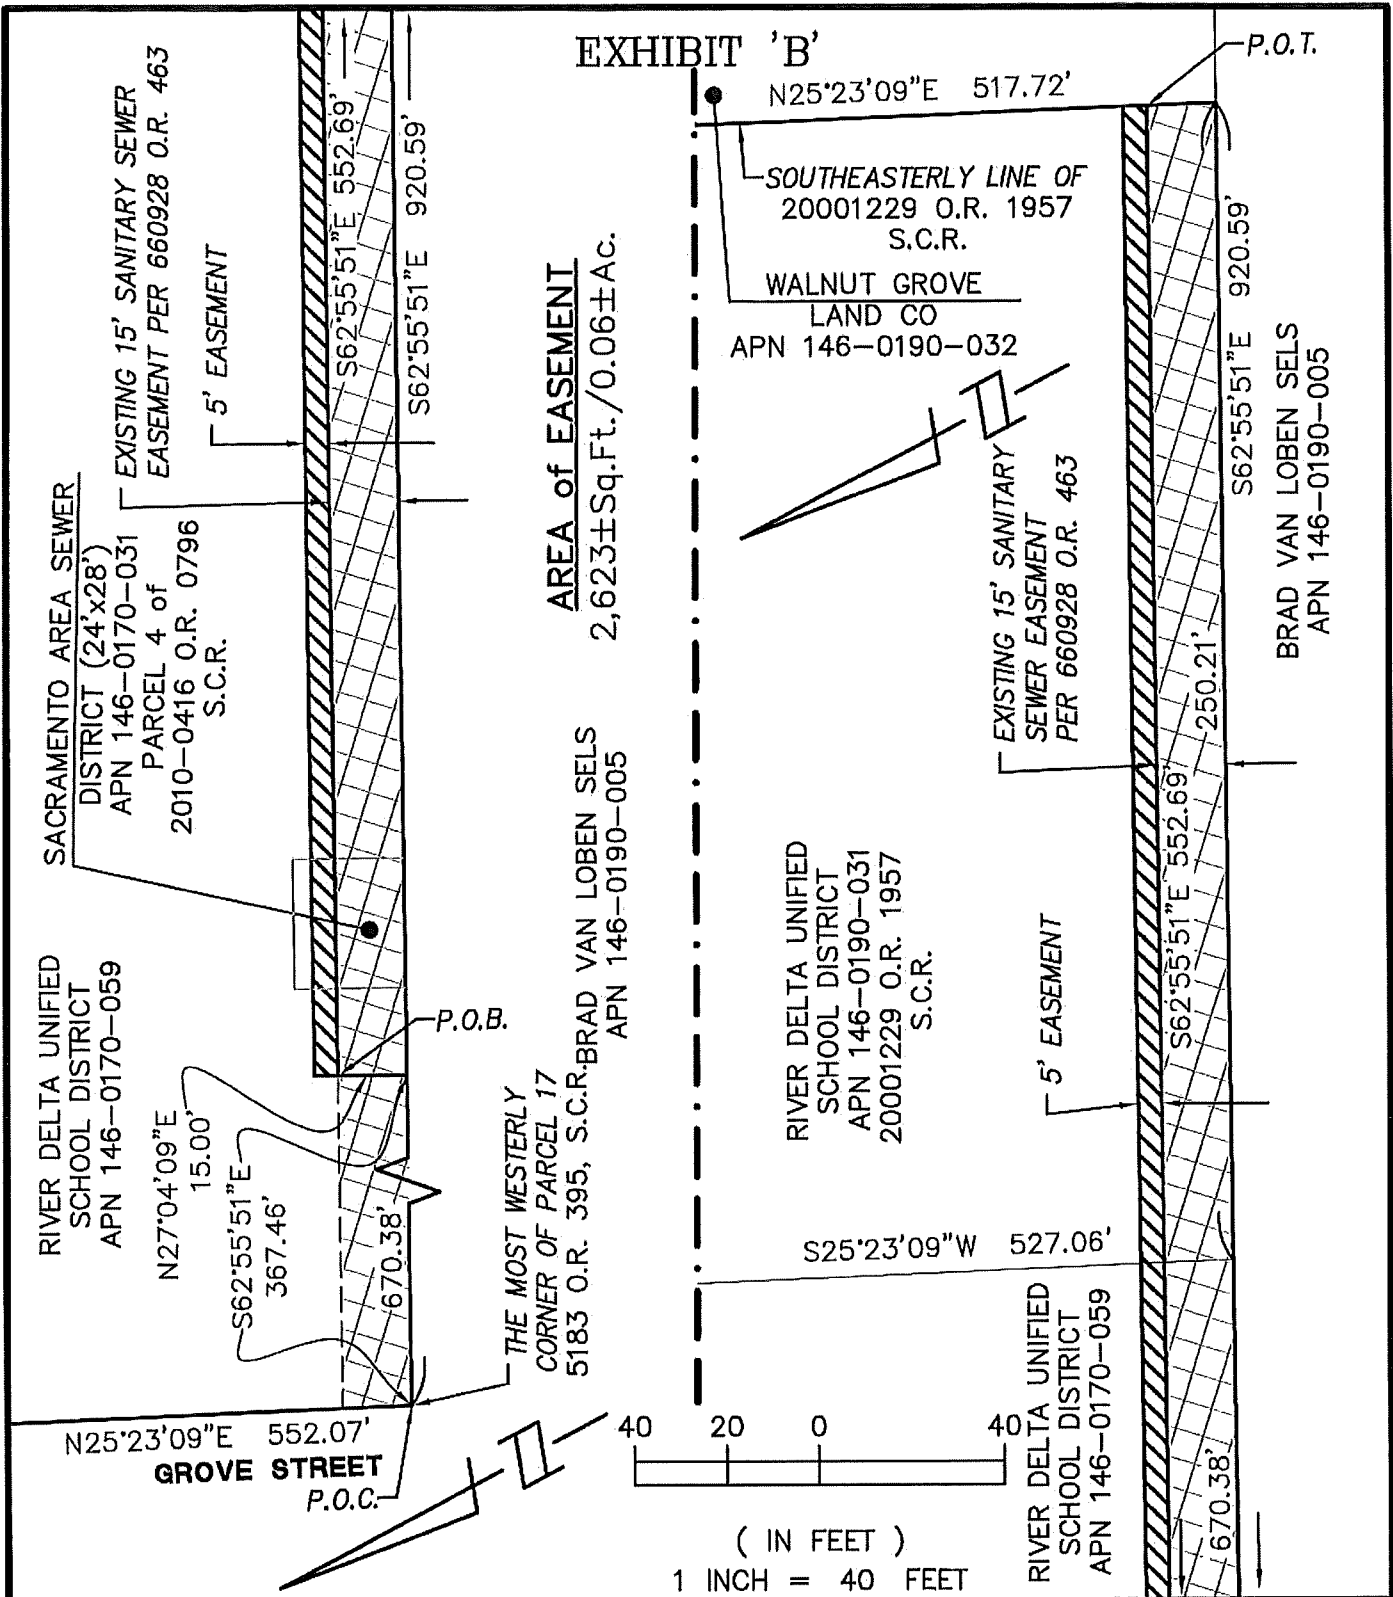 EXHIBIT 'B'
EXISTING 15' SANITARY SEWER
EASEMENT PER 660928 O.R. 463
5' EASEMENT
S62°55'51"E 552.69'
S62°55'51"E 920.59'
SACRAMENTO AREA SEWER
DISTRICT (24'x28')
APN 146-0170-031
PARCEL 4 of
2010-0416 O.R. 0796
S.C.R.
AREA of EASEMENT
2,623±Sq.Ft./0.06±Ac.
RIVER DELTA UNIFIED
SCHOOL DISTRICT
APN 146-0170-059
N27°04'09"E
15.00'
S62°55'51"E
367.46'
670.38'
P.O.B.
BRAD VAN LOBEN SELS
APN 146-0190-005
THE MOST WESTERLY
CORNER OF PARCEL 17
5183 O.R. 395, S.C.R.
N25°23'09"E 552.07'
GROVE STREET
P.O.C.
P.O.T.
N25°23'09"E 517.72'
SOUTHEASTERLY LINE OF
20001229 O.R. 1957
S.C.R.
WALNUT GROVE
LAND CO
APN 146-0190-032
S62°55'51"E 920.59'
BRAD VAN LOBEN SELS
APN 146-0190-005
EXISTING 15' SANITARY
SEWER EASEMENT
PER 660928 O.R. 463
250.21'
S62°55'51"E 552.69'
RIVER DELTA UNIFIED
SCHOOL DISTRICT
APN 146-0190-031
20001229 O.R. 1957
S.C.R.
5' EASEMENT
S25°23'09"W 527.06'
RIVER DELTA UNIFIED
SCHOOL DISTRICT
APN 146-0170-059
670.38'
40 20 0 40
( IN FEET )
1 INCH = 40 FEET